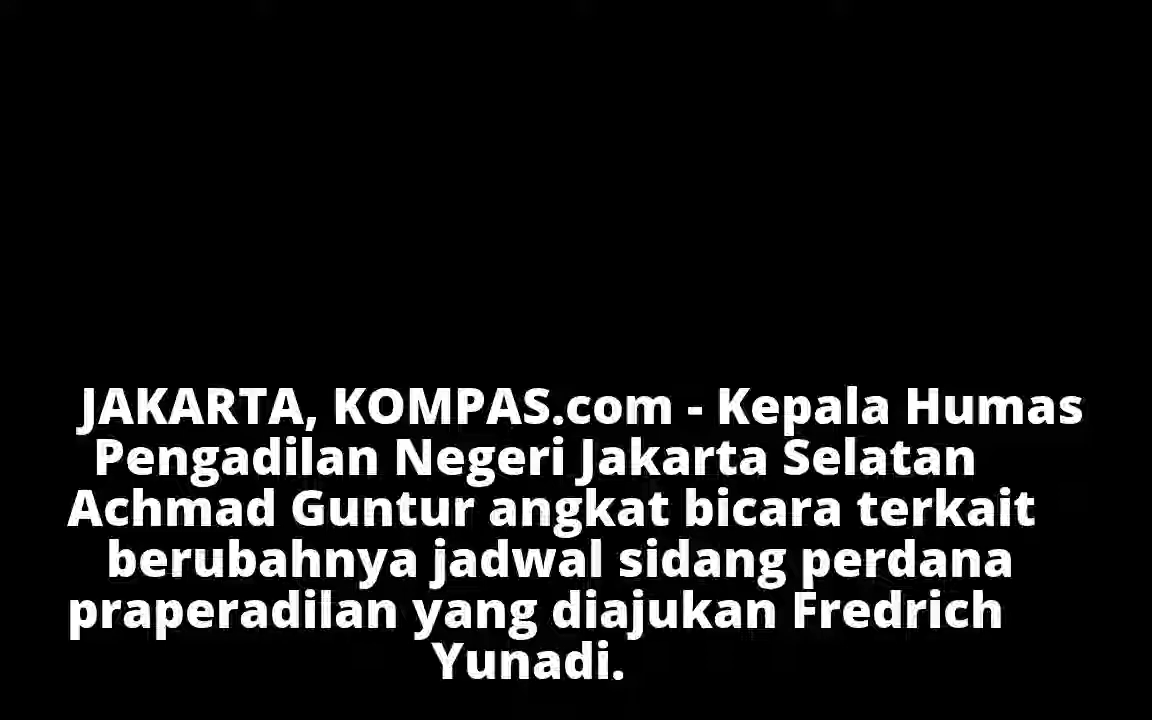 JAKARTA, KOMPAS.com - Kepala Humas
Pengadilan Negeri Jakarta Selatan
Achmad Guntur angkat bicara terkait
berubahnya jadwal sidang perdana
praperadilan yang diajukan Fredrich
Yunadi.